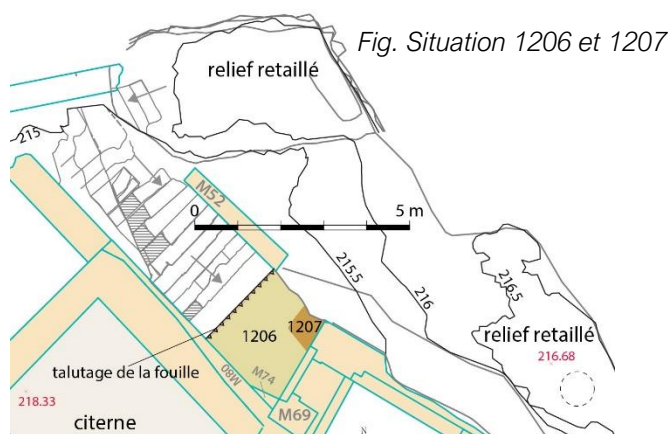 Fig. Situation 1206 et 1207
relief retaillé
215
M52
0
5 m
215.5
216
216.5
relief retaillé
216.68
1206
1207
talutage de la fouille
M80
M74
M69
218.33
citerne
N